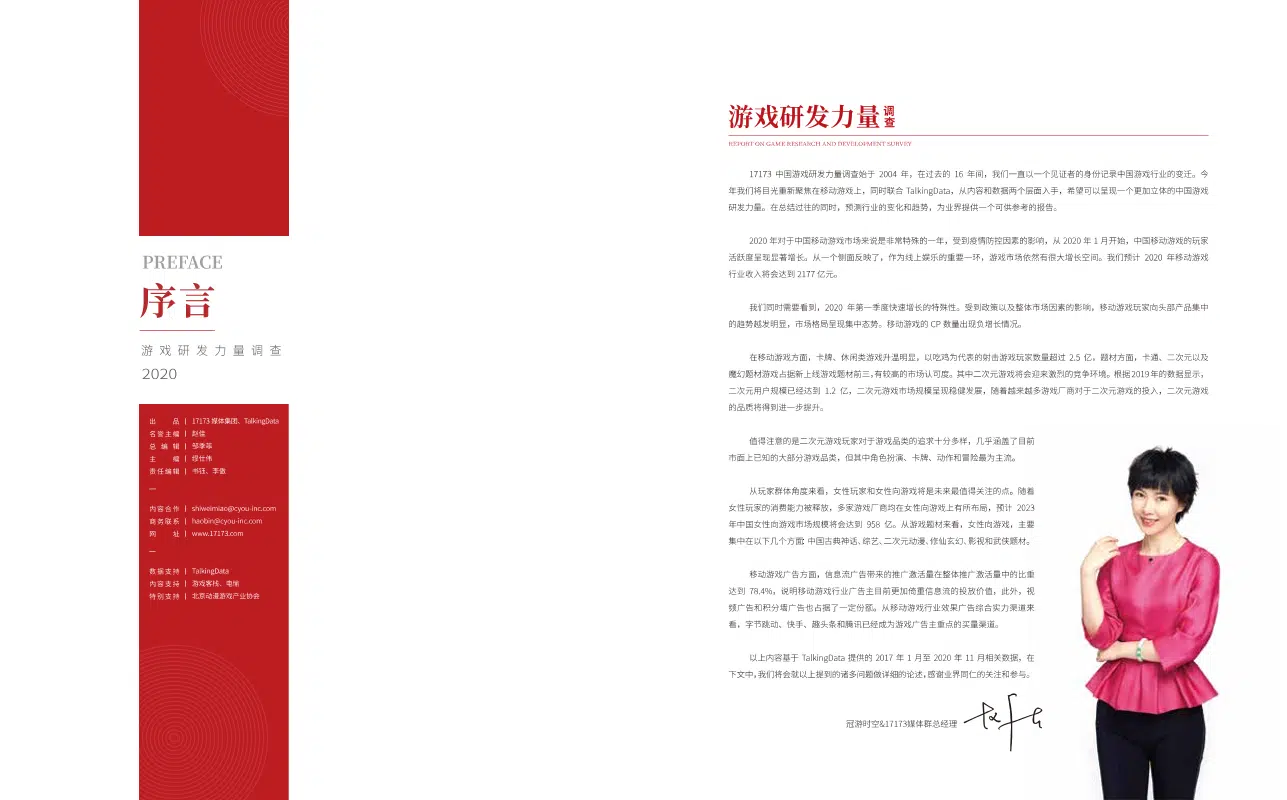 PREFACE
序言
游戏研发力量调查
2020
出品 | 17173 媒体集团、TalkingData
名誉主编 | 赵佳
总编辑 | 邹季菲
主编 | 缪仕伟
责任编辑 | 书钰、李傲
—
内容合作 | shiweimiao@cyou-inc.com
商务联系 | haobin@cyou-inc.com
网址 | www.17173.com
—
数据支持 | TalkingData
内容支持 | 游戏客栈、电愉
特别支持 | 北京动漫游戏产业协会
游戏研发力量调查
REPORT ON GAME RESEARCH AND DEVELOPMENT SURVEY
17173 中国游戏研发力量调查始于 2004 年，在过去的 16 年间，我们一直以一个见证者的身份记录中国游戏行业的变迁。今
年我们将目光重新聚焦在移动游戏上，同时联合 TalkingData，从内容和数据两个层面入手，希望可以呈现一个更加立体的中国游戏
研发力量。在总结过往的同时，预测行业的变化和趋势，为业界提供一个可供参考的报告。
2020 年对于中国移动游戏市场来说是非常特殊的一年，受到疫情防控因素的影响，从 2020 年 1 月开始，中国移动游戏的玩家
活跃度呈现显著增长。从一个侧面反映了，作为线上娱乐的重要一环，游戏市场依然有很大增长空间。我们预计 2020 年移动游戏
行业收入将会达到 2177 亿元。
我们同时需要看到，2020 年第一季度快速增长的特殊性。受到政策以及整体市场因素的影响，移动游戏玩家向头部产品集中
的趋势越发明显，市场格局呈现集中态势。移动游戏的 CP 数量出现负增长情况。
在移动游戏方面，卡牌、休闲类游戏升温明显，以吃鸡为代表的射击游戏玩家数量超过 2.5 亿，题材方面，卡通、二次元以及
魔幻题材游戏占据新上线游戏题材前三，有较高的市场认可度。其中二次元游戏将会迎来激烈的竞争环境。根据2019年的数据显示，
二次元用户规模已经达到 1.2 亿，二次元游戏市场规模呈现稳健发展，随着越来越多游戏厂商对于二次元游戏的投入，二次元游戏
的品质将得到进一步提升。
值得注意的是二次元游戏玩家对于游戏品类的追求十分多样，几乎涵盖了目前
市面上已知的大部分游戏品类，但其中角色扮演、卡牌、动作和冒险最为主流。
从玩家群体角度来看，女性玩家和女性向游戏将是未来最值得关注的点。随着
女性玩家的消费能力被释放，多家游戏厂商均在女性向游戏上有所布局，预计 2023
年中国女性向游戏市场规模将会达到 958 亿。从游戏题材来看，女性向游戏，主要
集中在以下几个方面：中国古典神话、综艺、二次元动漫、修仙玄幻、影视和武侠题材。
移动游戏广告方面，信息流广告带来的推广激活量在整体推广激活量中的比重
达到 78.4%，说明移动游戏行业广告主目前更加倚重信息流的投放价值，此外，视
频广告和积分墙广告也占据了一定份额。从移动游戏行业效果广告综合实力渠道来
看，字节跳动、快手、趣头条和腾讯已经成为游戏广告主重点的买量渠道。
以上内容基于 TalkingData 提供的 2017 年 1 月至 2020 年 11 月相关数据，在
下文中，我们将会就以上提到的诸多问题做详细的论述，感谢业界同仁的关注和参与。
冠游时空&17173媒体群总经理